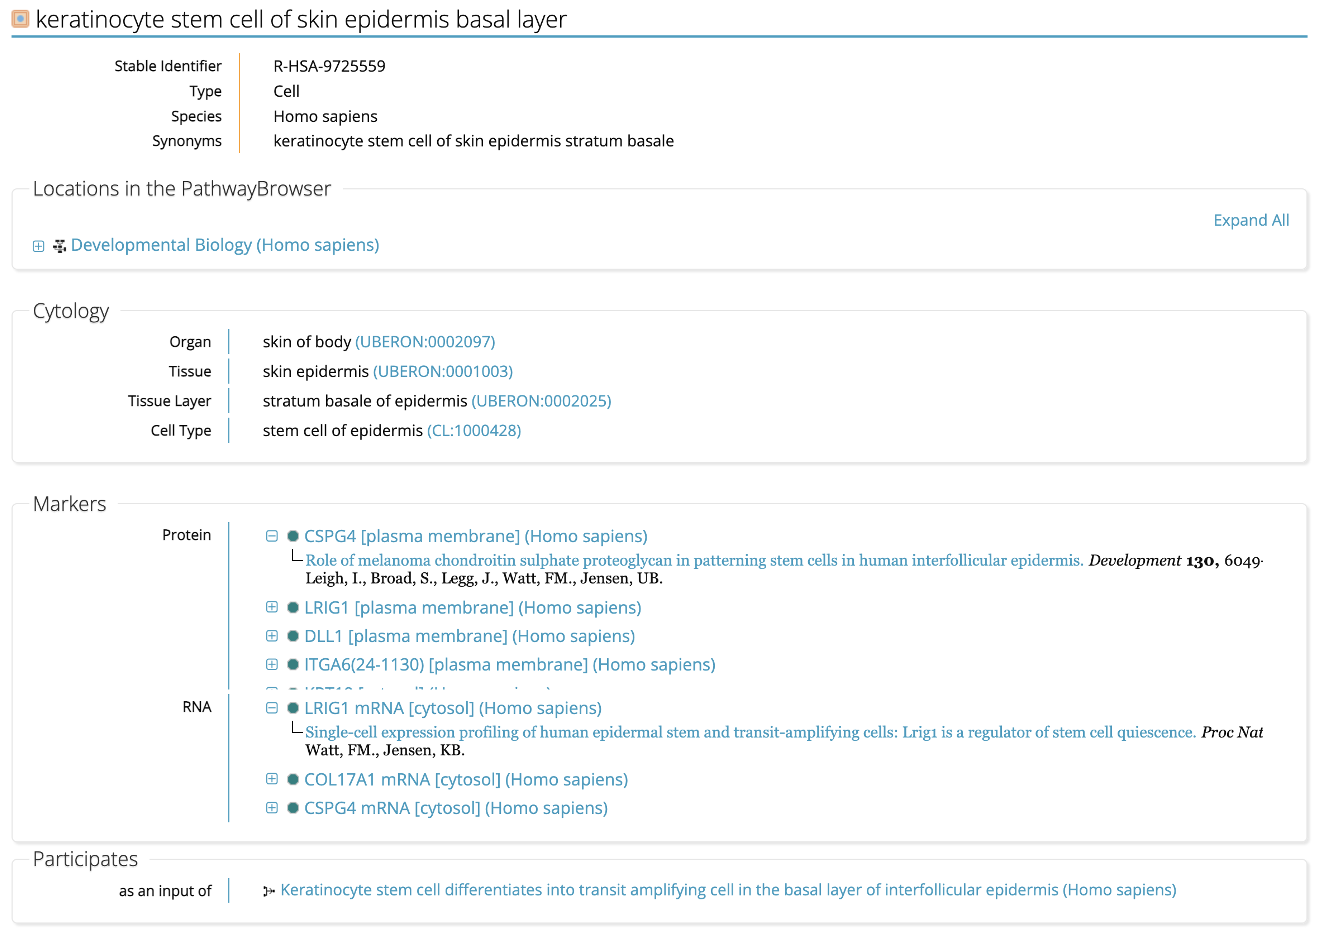 keratinocyte stem cell of skin epidermis basal layer
Stable Identifier R-HSA-9725559
Type Cell
Species Homo sapiens
Synonyms keratinocyte stem cell of skin epidermis stratum basale
Locations in the PathwayBrowser
Expand All
Developmental Biology (Homo sapiens)
Cytology
Organ skin of body (UBERON:0002097)
Tissue skin epidermis (UBERON:0001003)
Tissue Layer stratum basale of epidermis (UBERON:0002025)
Cell Type stem cell of epidermis (CL:1000428)
Markers
Protein CSPG4 [plasma membrane] (Homo sapiens)
Role of melanoma chondroitin sulphate proteoglycan in patterning stem cells in human interfollicular epidermis. Development 130, 6049-
Leigh, I., Broad, S., Legg, J., Watt, FM., Jensen, UB.
LRIG1 [plasma membrane] (Homo sapiens)
DLL1 [plasma membrane] (Homo sapiens)
ITGA6(24-1130) [plasma membrane] (Homo sapiens)
RNA LRIG1 mRNA [cytosol] (Homo sapiens)
Single-cell expression profiling of human epidermal stem and transit-amplifying cells: Lrig1 is a regulator of stem cell quiescence. Proc Nat
Watt, FM., Jensen, KB.
COL17A1 mRNA [cytosol] (Homo sapiens)
CSPG4 mRNA [cytosol] (Homo sapiens)
Participates
as an input of Keratinocyte stem cell differentiates into transit amplifying cell in the basal layer of interfollicular epidermis (Homo sapiens)